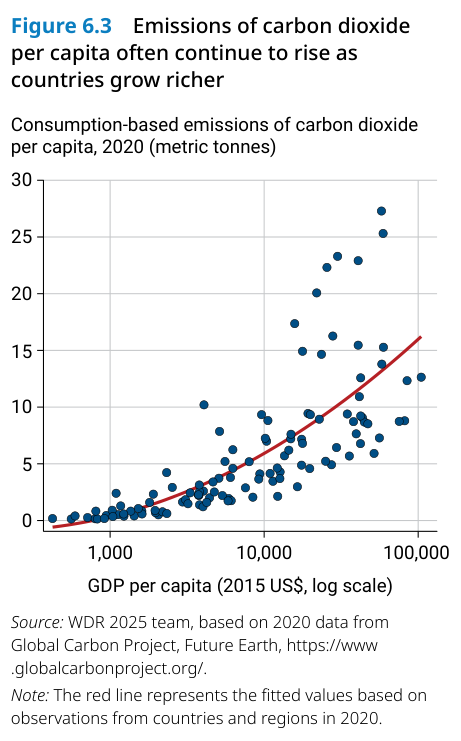 Figure 6.3 Emissions of carbon dioxide
per capita often continue to rise as
countries grow richer
Consumption-based emissions of carbon dioxide
per capita, 2020 (metric tonnes)
30
25
20
15
10
5
0
1,000 10,000 100,000
GDP per capita (2015 US$, log scale)
Source: WDR 2025 team, based on 2020 data from
Global Carbon Project, Future Earth, https://www
.globalcarbonproject.org/.
Note: The red line represents the fitted values based on
observations from countries and regions in 2020.